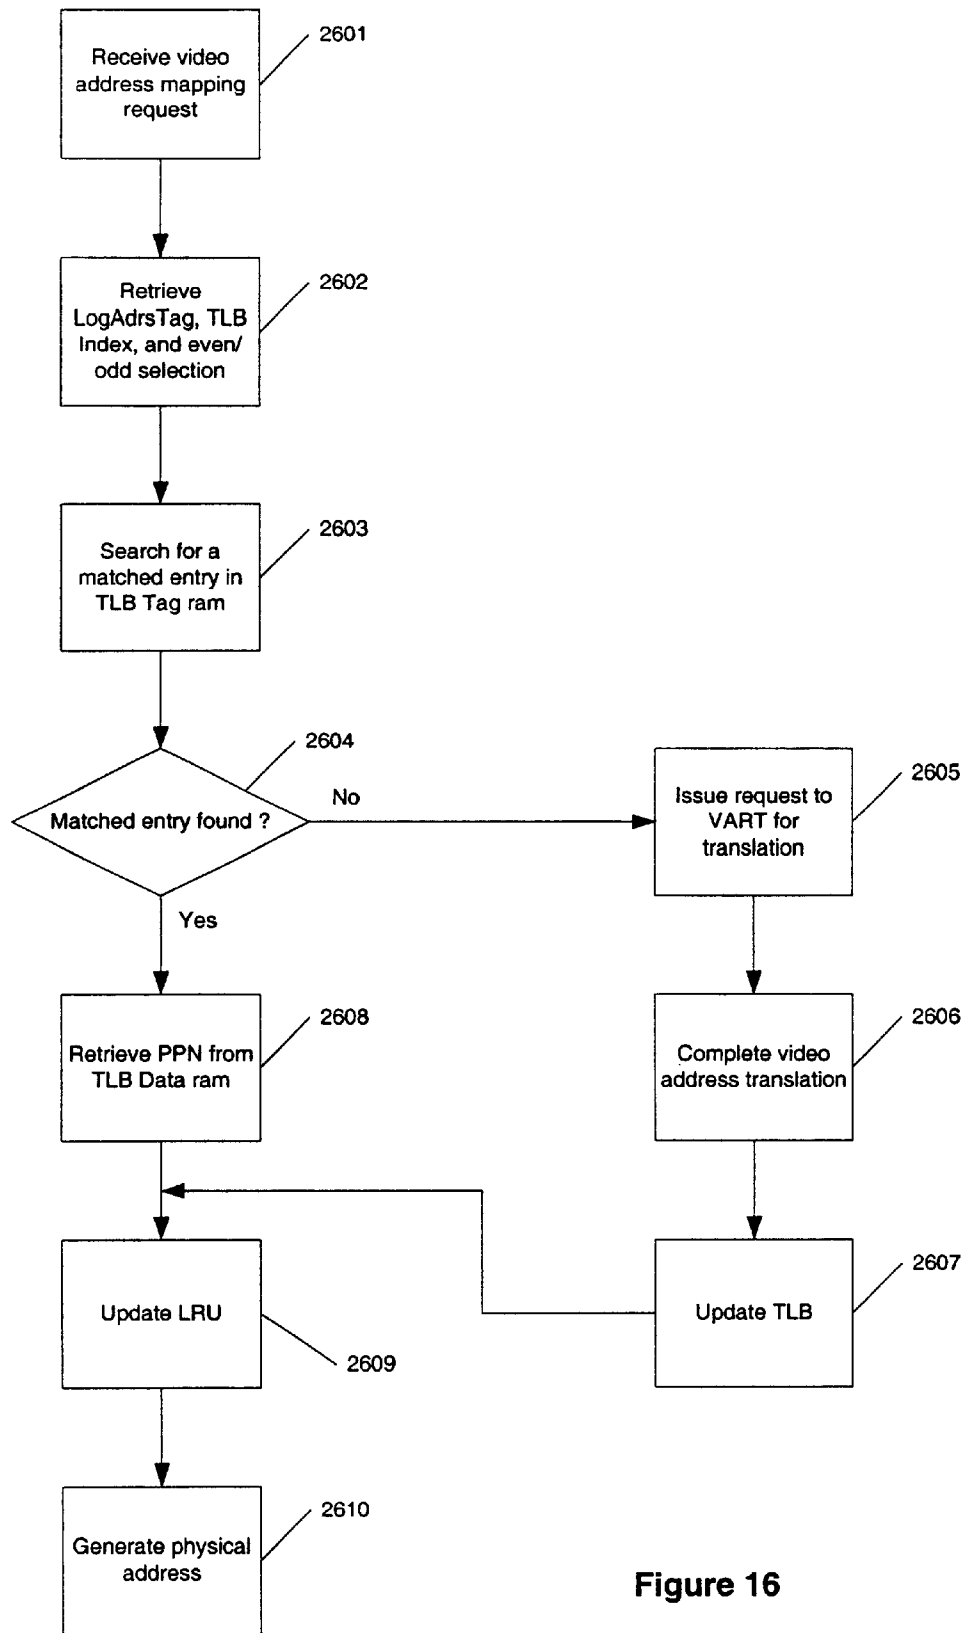 Receive video
address mapping
request
2601
Retrieve
LogAdrsTag, TLB
Index, and even/
odd selection
2602
Search for a
matched entry in
TLB Tag ram
2603
Matched entry found ?
2604
No
Yes
Issue request to
VART for
translation
2605
Complete video
address translation
2606
Update TLB
2607
Retrieve PPN from
TLB Data ram
2608
Update LRU
2609
Generate physical
address
2610
Figure 16